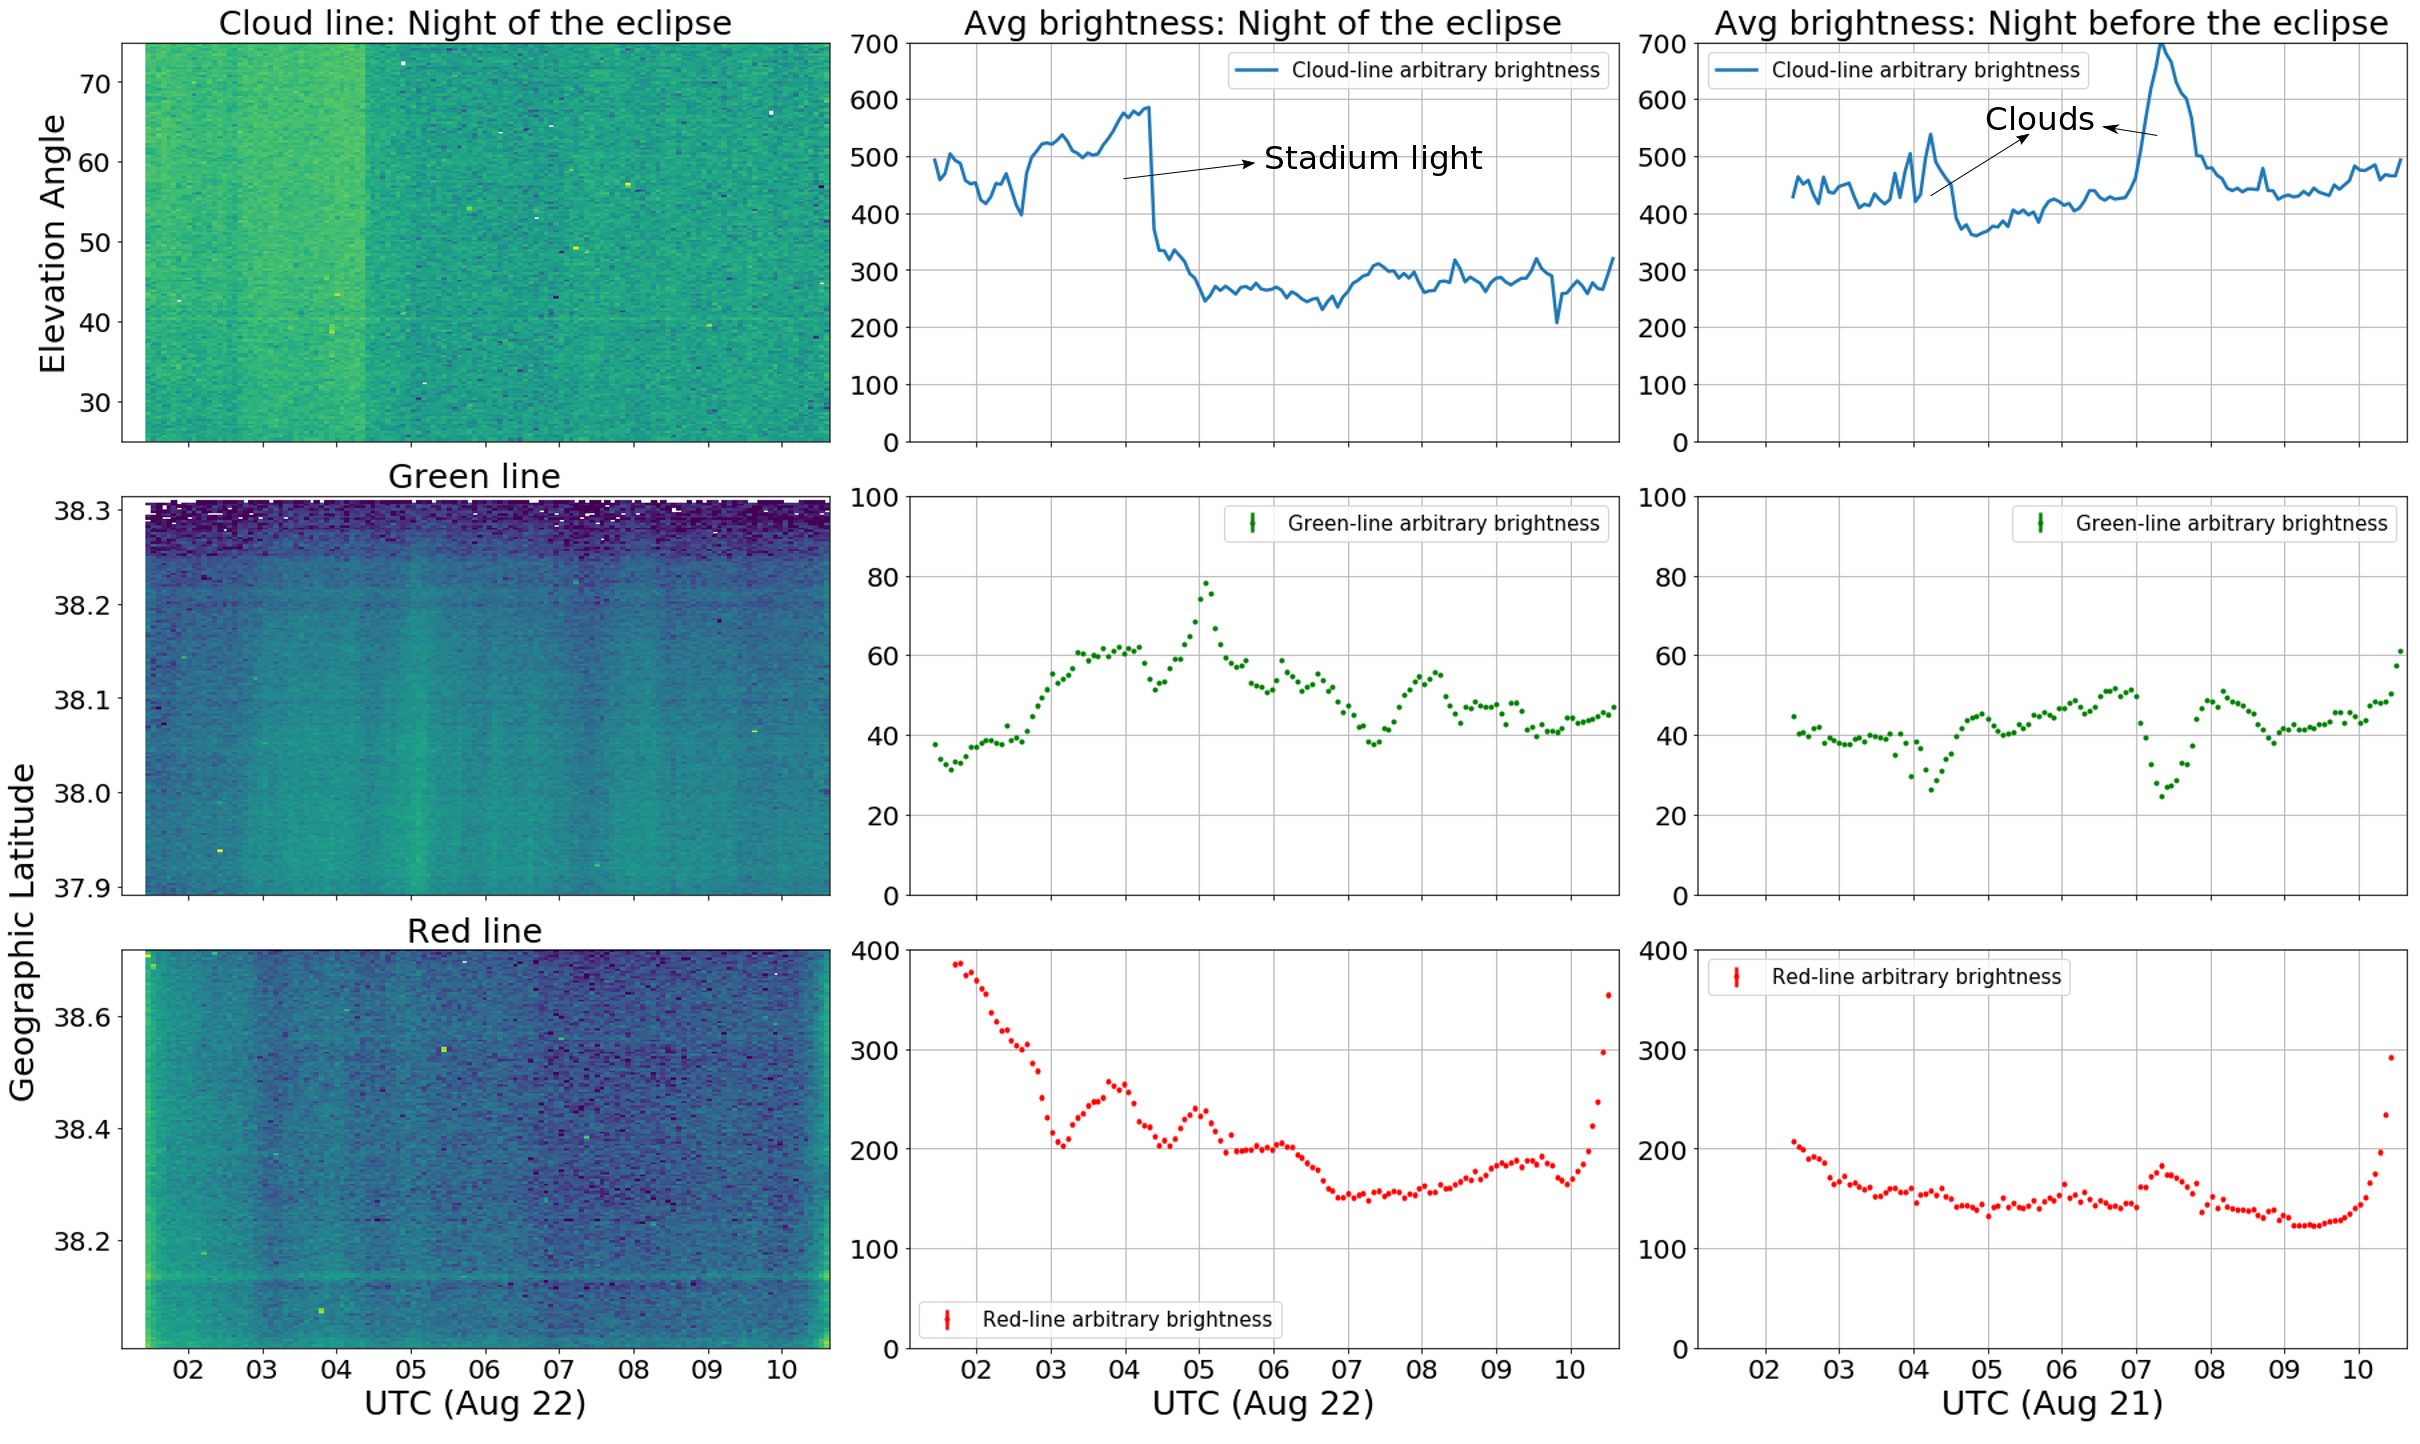 Cloud line: Night of the eclipse
Avg brightness: Night of the eclipse
Avg brightness: Night before the eclipse
Elevation Angle
70
60
50
40
30
700
600
500
400
300
200
100
0
Cloud-line arbitrary brightness
Stadium light
700
600
500
400
300
200
100
0
Cloud-line arbitrary brightness
Clouds
Green line
Geographic Latitude
38.3
38.2
38.1
38.0
37.9
100
80
60
40
20
0
Green-line arbitrary brightness
100
80
60
40
20
0
Green-line arbitrary brightness
Red line
38.6
38.4
38.2
400
300
200
100
0
Red-line arbitrary brightness
400
300
200
100
0
Red-line arbitrary brightness
02 03 04 05 06 07 08 09 10
UTC (Aug 22)
02 03 04 05 06 07 08 09 10
UTC (Aug 22)
02 03 04 05 06 07 08 09 10
UTC (Aug 21)